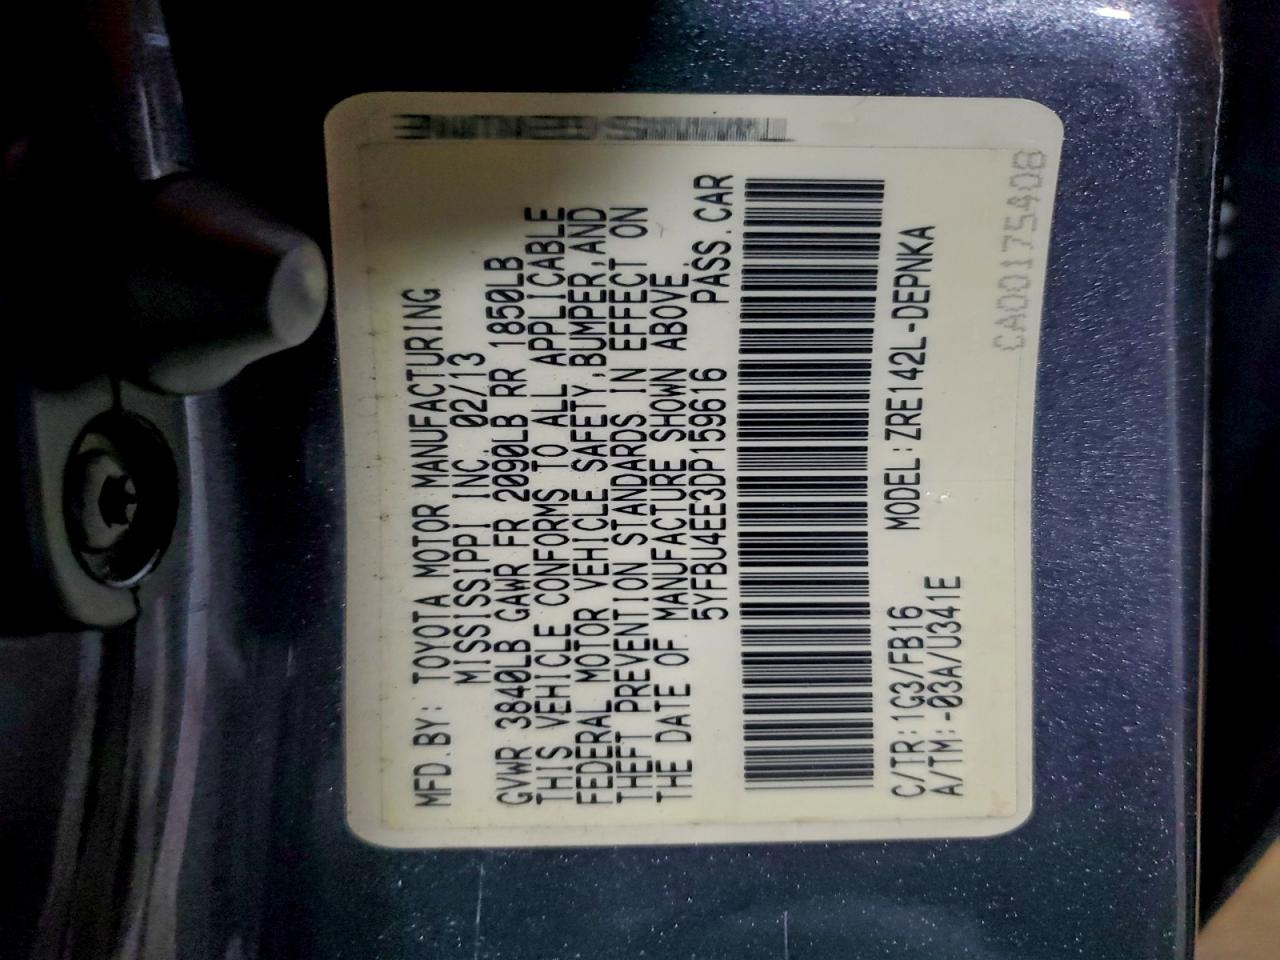 MFD.BY: TOYOTA MOTOR MANUFACTURING
MISSISSIPPI INC. 02/13
GVWR 3840LB GAWR FR 2090LB RR 1850LB
THIS VEHICLE CONFORMS TO ALL APPLICABLE
FEDERAL MOTOR VEHICLE SAFETY,BUMPER,AND
THEFT PREVENTION STANDARDS IN EFFECT ON
THE DATE OF MANUFACTURE SHOWN ABOVE.
5YFBU4EE3DP159616 PASS.CAR
MODEL:ZRE142L-DEPNKA
C/TR:1G3/FB16
A/TM:-03A/U341E
CA00175408